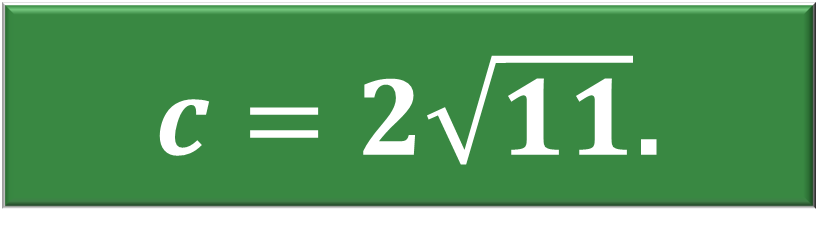 c = 2√11.